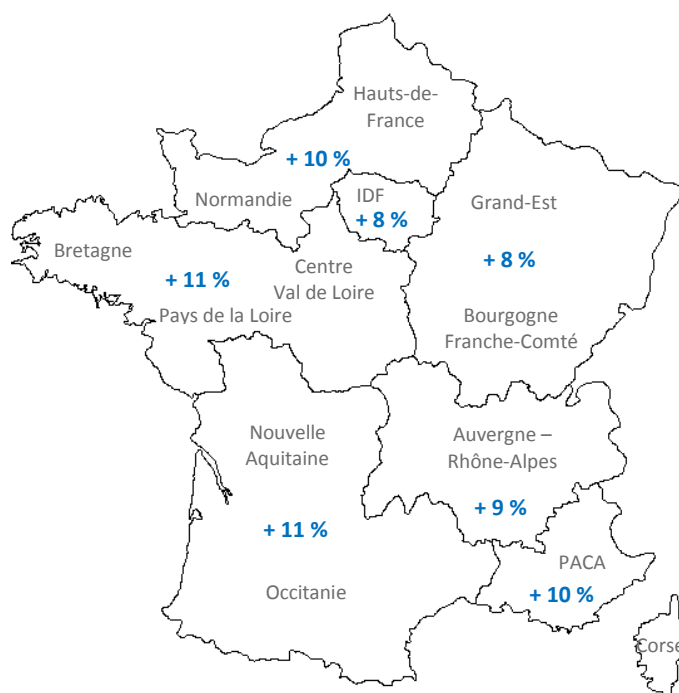 Hauts-de-
France
+ 10 %
Normandie
IDF
+ 8 %
Grand-Est
+ 8 %
Bourgogne
Franche-Comté
Bretagne
+ 11 %
Centre
Val de Loire
Pays de la Loire
Nouvelle
Aquitaine
+ 11 %
Occitanie
Auvergne –
Rhône-Alpes
+ 9 %
PACA
+ 10 %
Corse